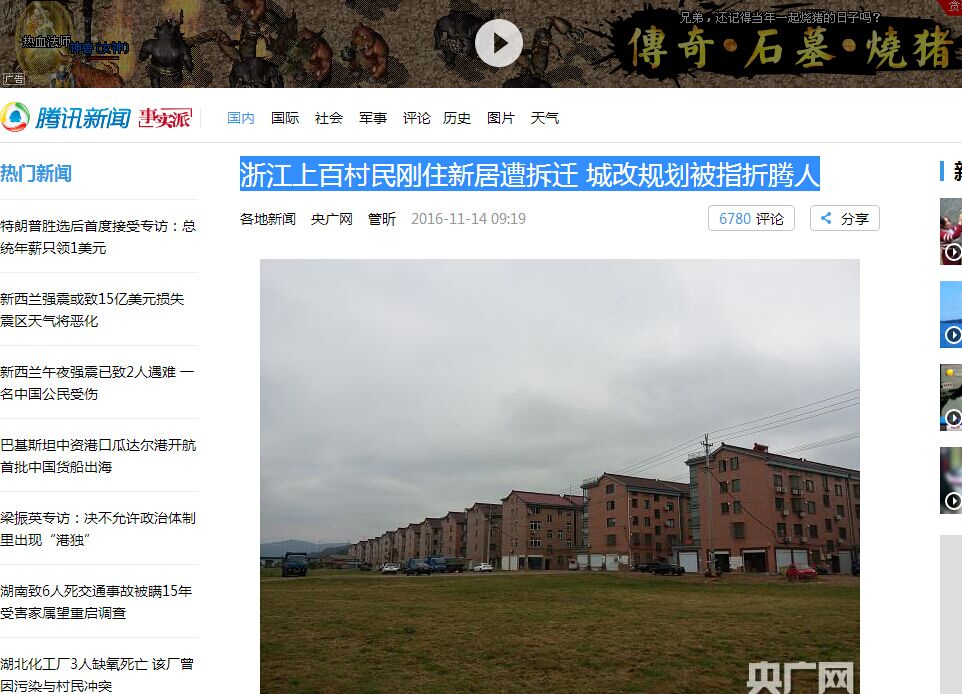 兄弟，还记得当年一起烧猪的日子吗？
热血法师
神兽(女神)
傳奇·石墓·燒猪
广告
腾讯新闻 事实派
国内 国际 社会 军事 评论 历史 图片 天气
热门新闻
浙江上百村民刚住新居遭拆迁 城改规划被指折腾人
各地新闻 央广网 管昕 2016-11-14 09:19
6780 评论
分享
特朗普胜选后首度接受专访：总
统年薪只领1美元
新西兰强震或致15亿美元损失
震区天气将恶化
新西兰午夜强震已致2人遇难 一
名中国公民受伤
巴基斯坦中资港口瓜达尔港开航
首批中国货船出海
梁振英专访：决不允许政治体制
里出现“港独”
湖南致6人死交通事故被瞒15年
受害家属望重启调查
湖北化工厂3人缺氧死亡 该厂曾
因污染与村民冲突
央广网